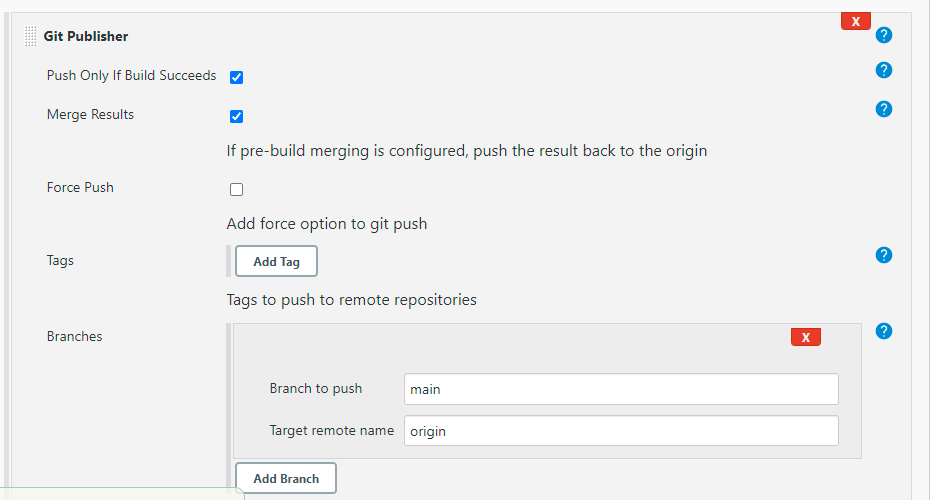 X
Git Publisher
?
Push Only If Build Succeeds
?
Merge Results
?
If pre-build merging is configured, push the result back to the origin
Force Push
Add force option to git push
Tags
Add Tag
?
Tags to push to remote repositories
Branches
X
?
Branch to push
main
Target remote name
origin
Add Branch